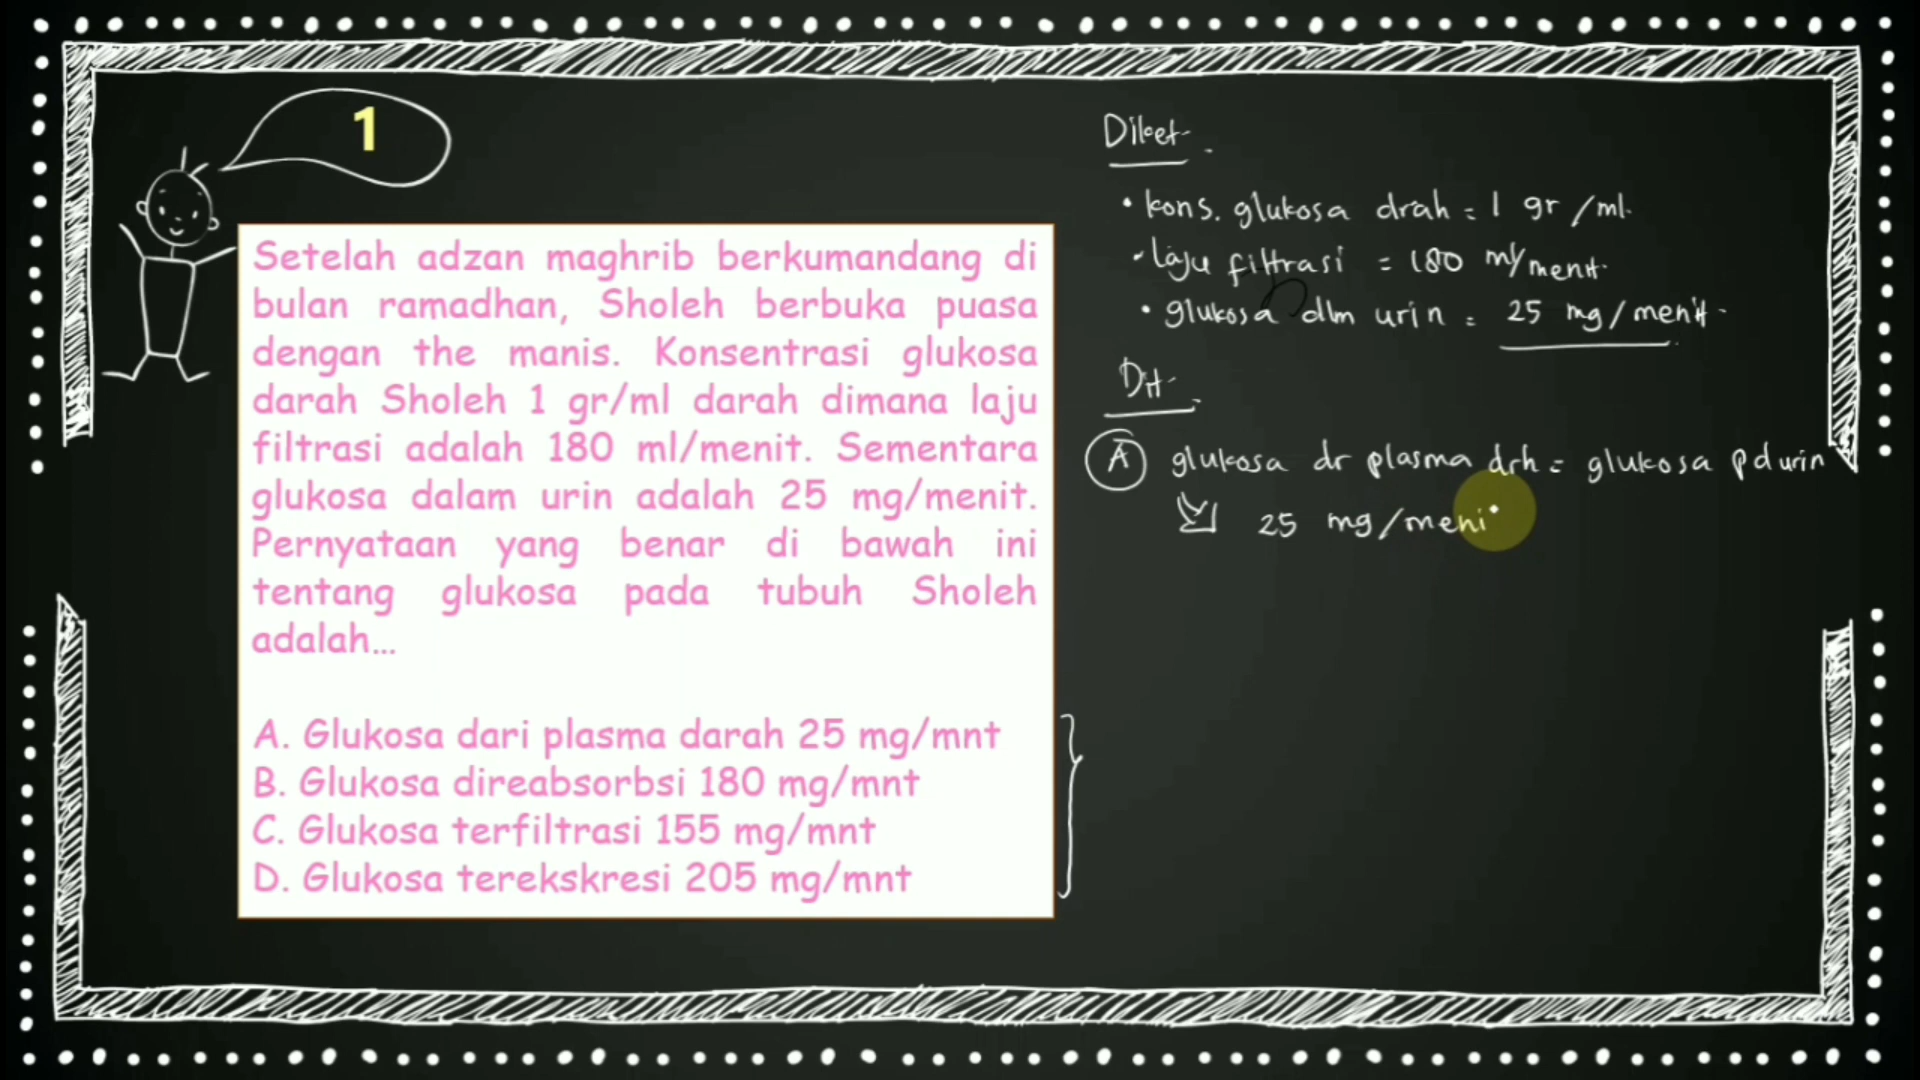 1
Setelah adzan maghrib berkumandang di
bulan ramadhan, Sholeh berbuka puasa
dengan the manis. Konsentrasi glukosa
darah Sholeh 1 gr/ml darah dimana laju
filtrasi adalah 180 ml/menit. Sementara
glukosa dalam urin adalah 25 mg/menit.
Pernyataan yang benar di bawah ini
tentang glukosa pada tubuh Sholeh
adalah...
A. Glukosa dari plasma darah 25 mg/mnt
B. Glukosa direabsorbsi 180 mg/mnt
C. Glukosa terfiltrasi 155 mg/mnt
D. Glukosa terekskresi 205 mg/mnt
Diket
• kons. glukosa drah = 1 gr/ml
• laju filtrasi = 180 ml/menit
• glukosa dlm urin = 25 mg/menit
Dit
A glukosa dr plasma drh = glukosa pd urin
25 mg/meni